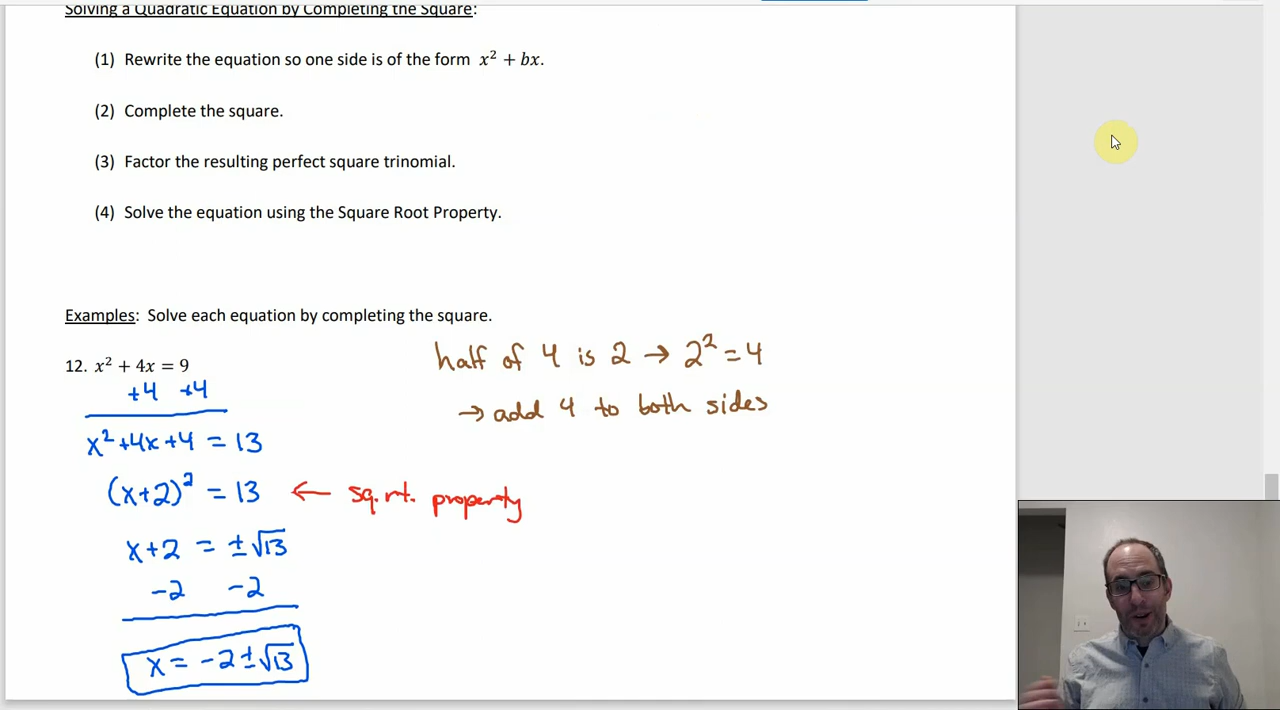 Solving a Quadratic Equation by Completing the Square:
(1) Rewrite the equation so one side is of the form x² + bx.
(2) Complete the square.
(3) Factor the resulting perfect square trinomial.
(4) Solve the equation using the Square Root Property.
Examples: Solve each equation by completing the square.
12. x² + 4x = 9
+4 +4
x²+4x+4 = 13
(x+2)² = 13 ← sq.rt. property
x+2 = ±√13
-2 -2
x = -2±√13
half of 4 is 2 → 2² = 4
→ add 4 to both sides